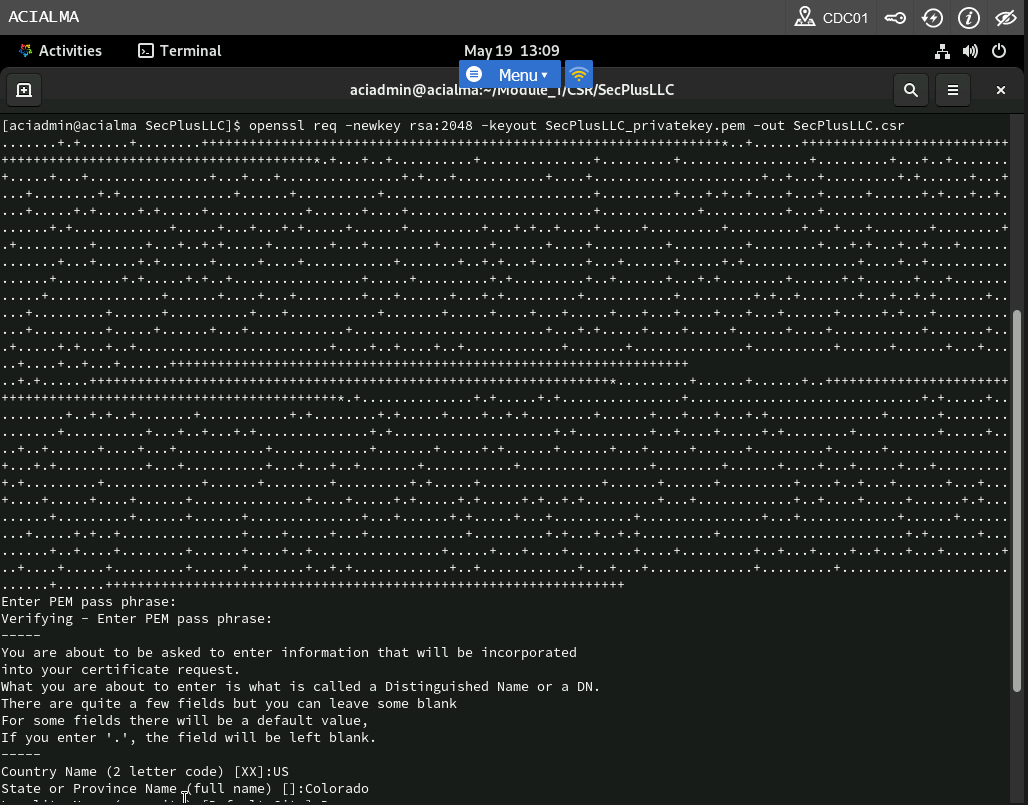 ACIALMA
CDC01
Activities
Terminal
May 19 13:09
Menu
aciadmin@acialma:~/Module_1/CSR/SecPlusLLC
[aciadmin@acialma SecPlusLLC]$ openssl req -newkey rsa:2048 -keyout SecPlusLLC_privatekey.pem -out SecPlusLLC.csr
Enter PEM pass phrase:
Verifying - Enter PEM pass phrase:
-----
You are about to be asked to enter information that will be incorporated
into your certificate request.
What you are about to enter is what is called a Distinguished Name or a DN.
There are quite a few fields but you can leave some blank
For some fields there will be a default value,
If you enter '.', the field will be left blank.
-----
Country Name (2 letter code) [XX]:US
State or Province Name (full name) []:Colorado